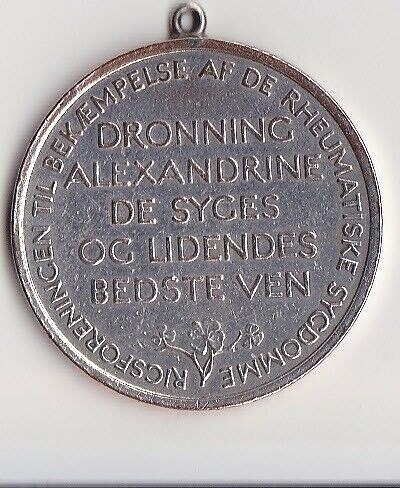 RIGSFORENINGEN TIL BEKÆMPELSE AF DE RHEUMATISKE SYGDOMME
DRONNING
ALEXANDRINE
DE SYGES
OG LIDENDES
BEDSTE VEN